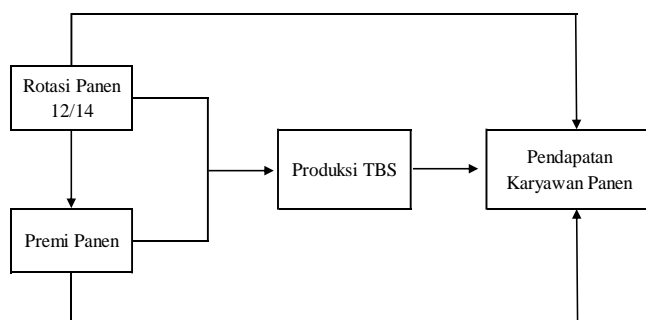 Rotasi Panen
12/14
Produksi TBS
Pendapatan
Karyawan Panen
Premi Panen